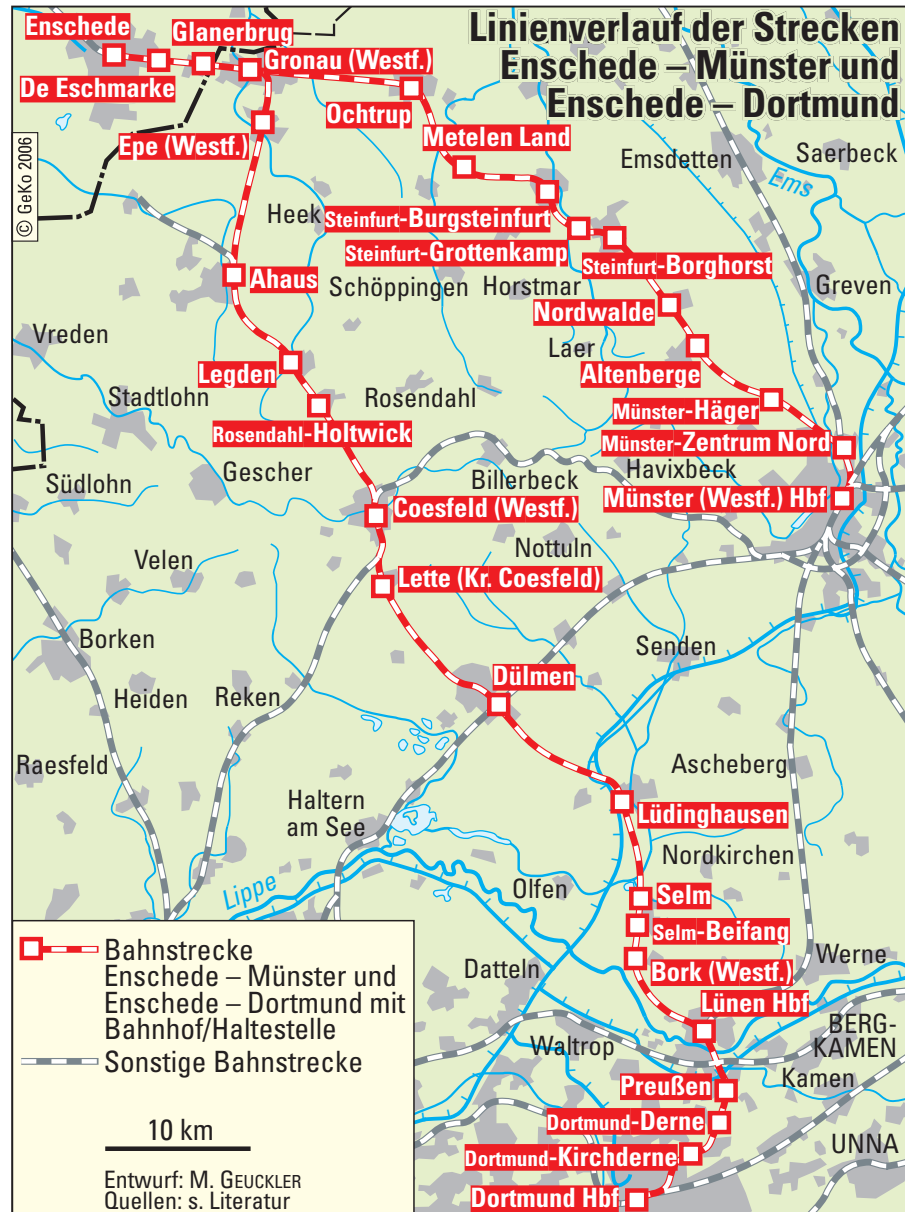 Linienverlauf der Strecken
Enschede – Münster und
Enschede – Dortmund
© GeKo 2006
Enschede
Glanerbrug
De Eschmarke
Gronau (Westf.)
Ochtrup
Epe (Westf.)
Metelen Land
Emsdetten
Saerbeck
Ems
Heek
Steinfurt-Burgsteinfurt
Steinfurt-Grottenkamp
Steinfurt-Borghorst
Ahaus
Schöppingen
Horstmar
Greven
Nordwalde
Vreden
Laer
Legden
Altenberge
Stadtlohn
Rosendahl
Münster-Häger
Rosendahl-Holtwick
Münster-Zentrum Nord
Gescher
Südlohn
Billerbeck
Havixbeck
Münster (Westf.) Hbf
Coesfeld (Westf.)
Nottuln
Velen
Lette (Kr. Coesfeld)
Borken
Senden
Heiden
Reken
Dülmen
Raesfeld
Ascheberg
Haltern
am See
Lüdinghausen
Nordkirchen
Lippe
Olfen
Selm
Selm-Beifang
Datteln
Bork (Westf.)
Werne
Lünen Hbf
BERG-
KAMEN
Waltrop
Kamen
Preußen
Dortmund-Derne
UNNA
Dortmund-Kirchderne
Dortmund Hbf
Bahnstrecke
Enschede – Münster und
Enschede – Dortmund mit
Bahnhof/Haltestelle
Sonstige Bahnstrecke
10 km
Entwurf: M. GEUCKLER
Quellen: s. Literatur